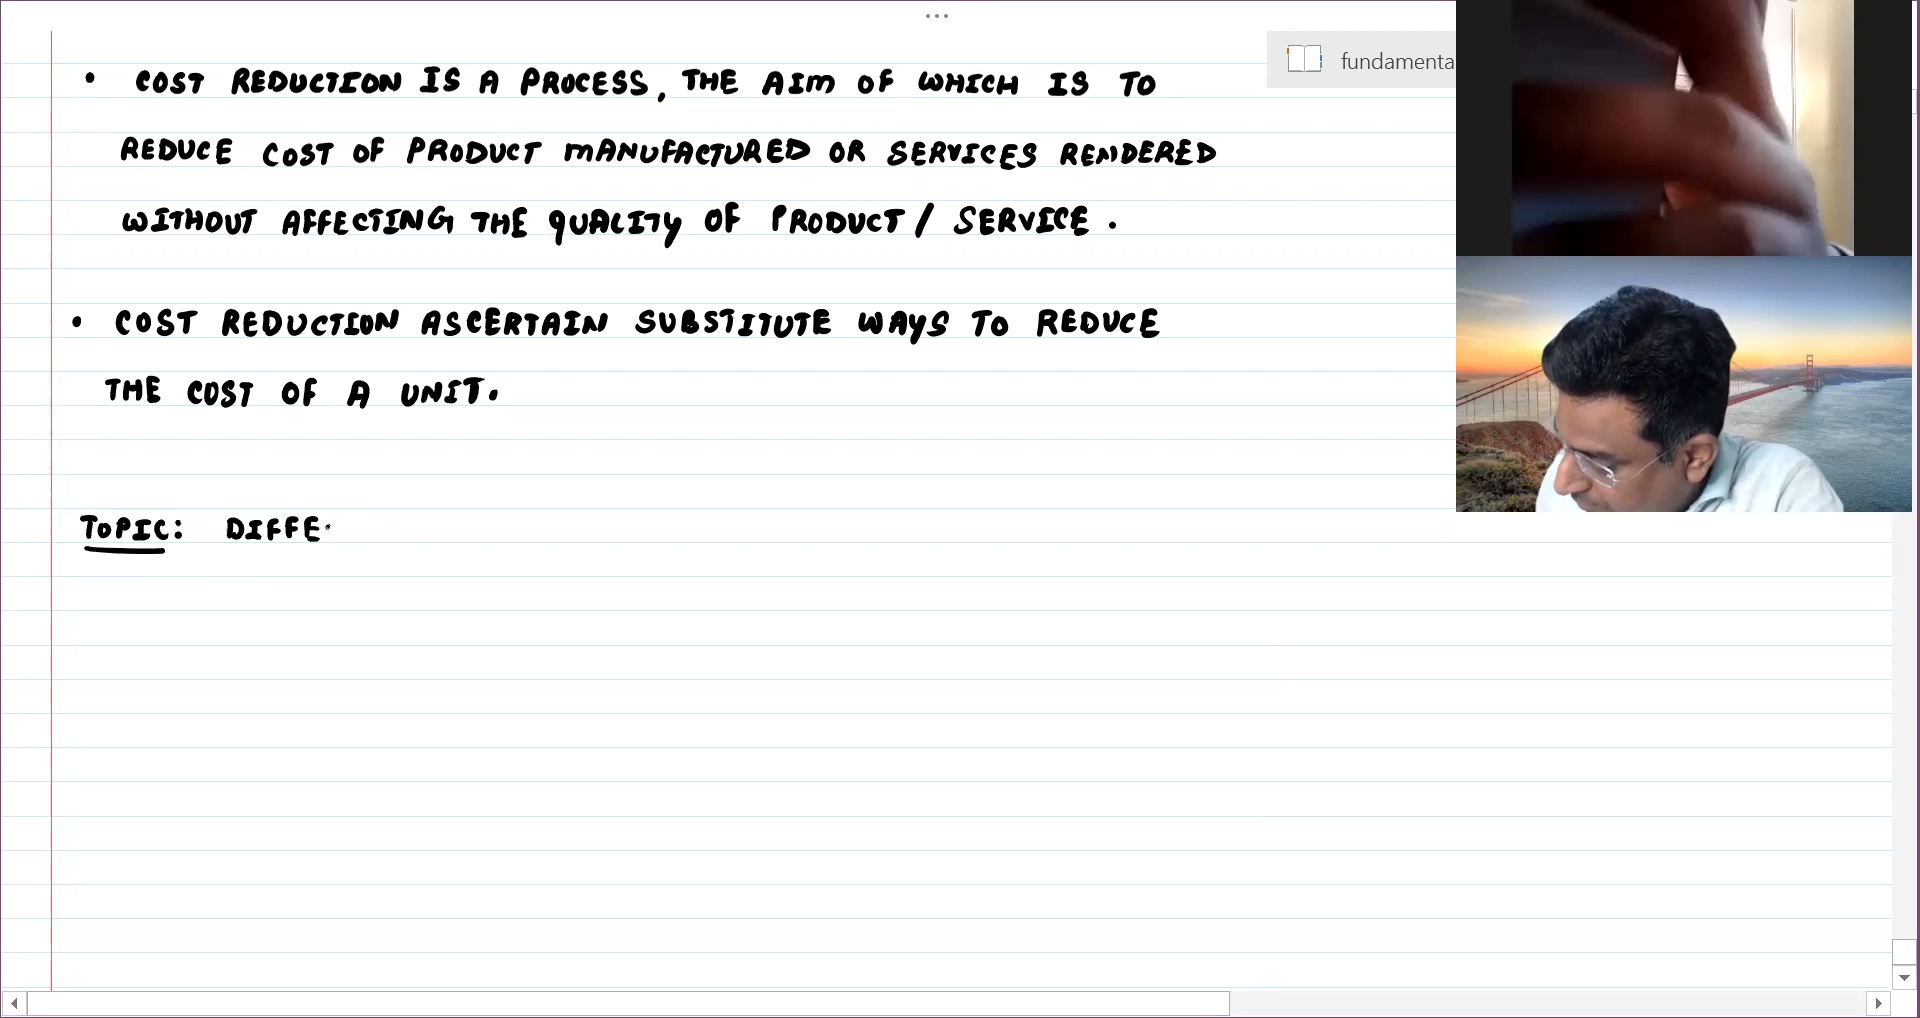 • COST REDUCTION IS A PROCESS, THE AIM OF WHICH IS TO
REDUCE COST OF PRODUCT MANUFACTURED OR SERVICES RENDERED
WITHOUT AFFECTING THE QUALITY OF PRODUCT / SERVICE.
• COST REDUCTION ASCERTAIN SUBSTITUTE WAYS TO REDUCE
THE COST OF A UNIT.
TOPIC: DIFFE
fundamenta